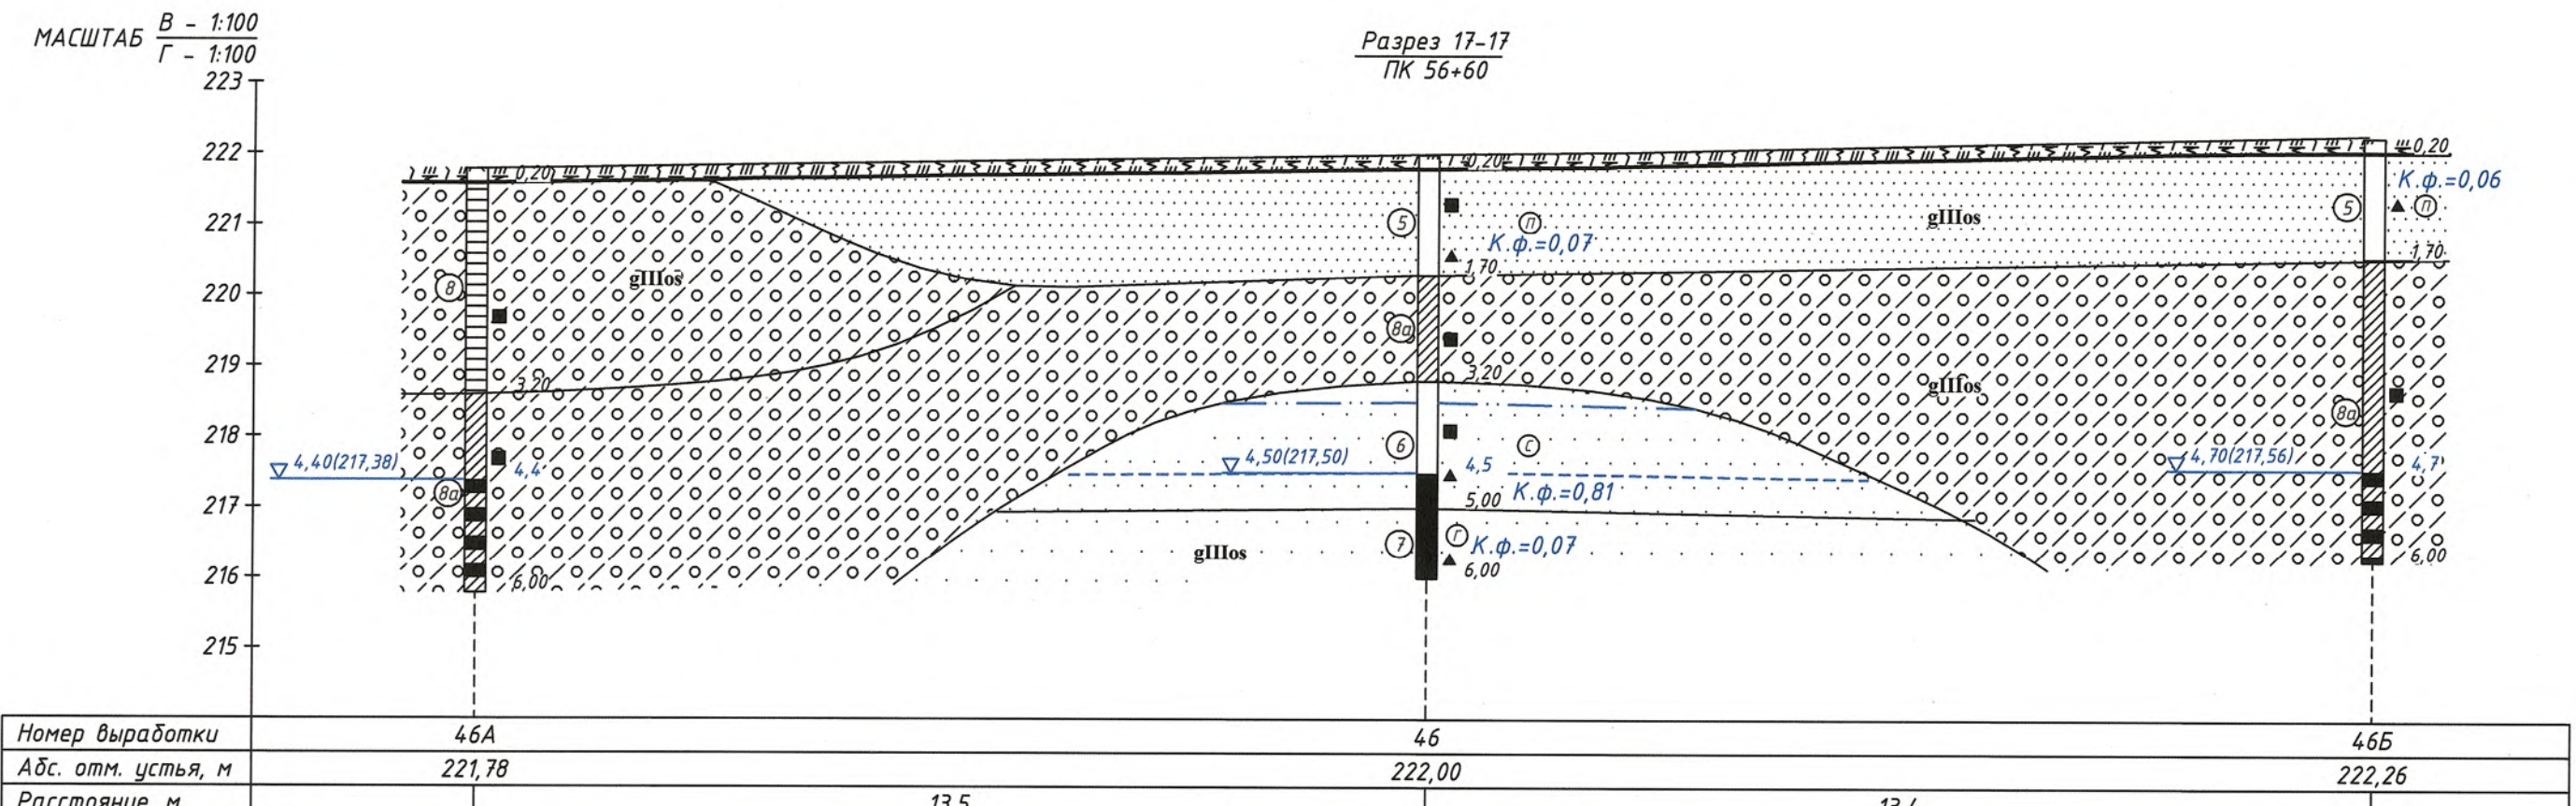 МАСШТАБ В - 1:100
Г - 1:100
Разрез 17-17
ПК 56+60
223
222
221
220
219
218
217
216
215
0,20
0,20
0,20
К.ф.=0,06
5
п
gIIIos
5
п
К.ф.=0,07
1,70
1,70
gIIIos
8
8а
3,20
3,20
gIIIos
8а
6
с
4,40(217,38)
4,4
4,50(217,50)
4,5
4,70(217,56)
4,7
8а
К.ф.=0,81
5,00
gIIIos
7
г
К.ф.=0,07
6,00
6,00
6,00
Номер выработки 46А 46 46Б
Абс. отм. устья, м 221,78 222,00 222,26
Расстояние, м 13,5 13,4